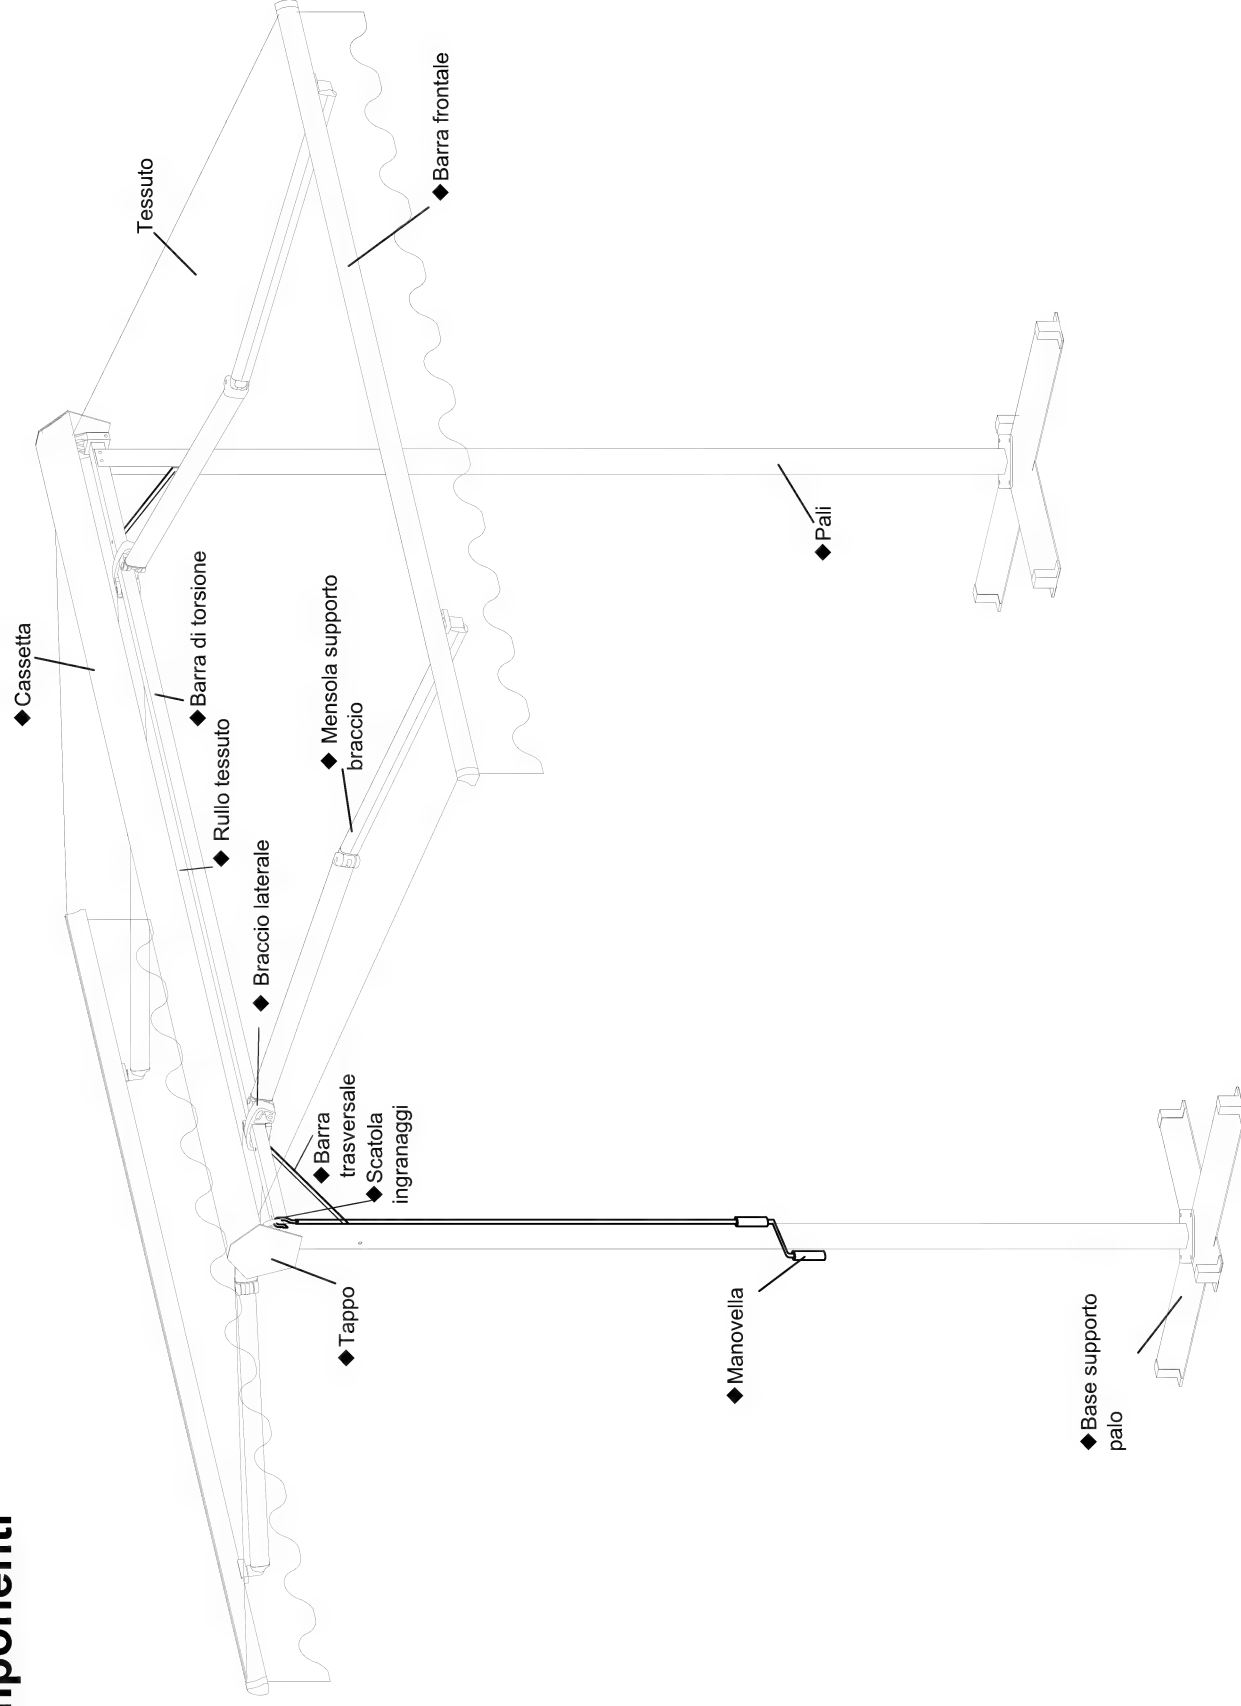 ◆Cassetta
Tessuto
◆Barra frontale
◆Barra di torsione
◆ Rullo tessuto
◆ Mensola supporto
braccio
◆ Braccio laterale
◆Barra
trasversale
◆Scatola
ingranaggi
◆Tappo
◆Pali
◆Manovella
◆Base supporto
palo